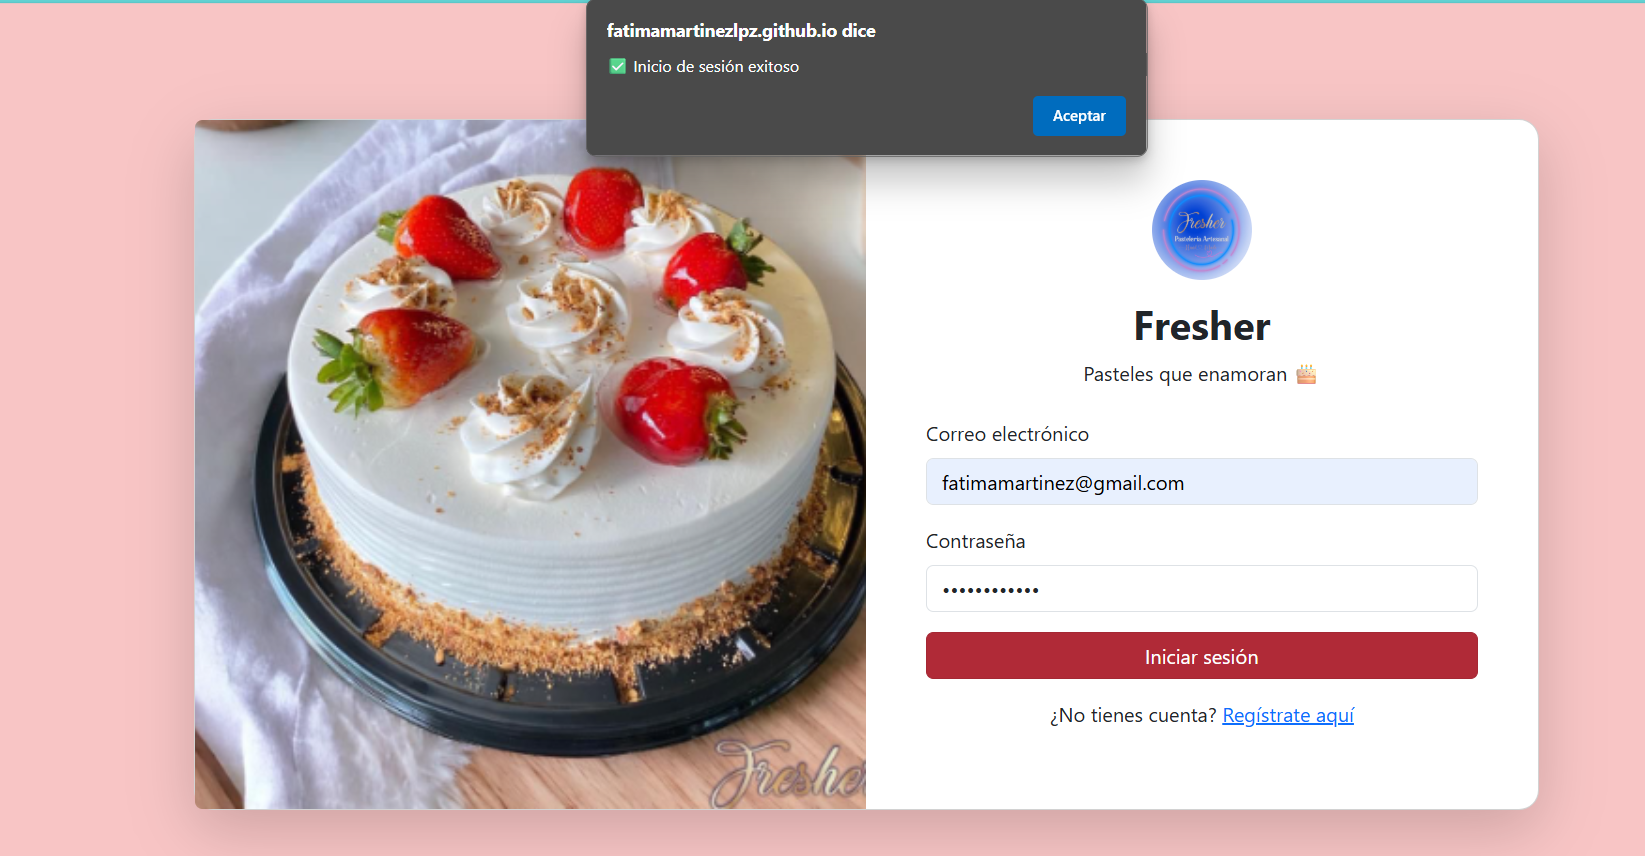 fatimamartinezlpz.github.io dice
✅ Inicio de sesión exitoso
Aceptar
Fresher
Pastelería Artesanal
Fresher
Pasteles que enamoran 🎂
Correo electrónico
fatimamartinez@gmail.com
Contraseña
••••••••••••
Iniciar sesión
¿No tienes cuenta? Regístrate aquí
Fresher